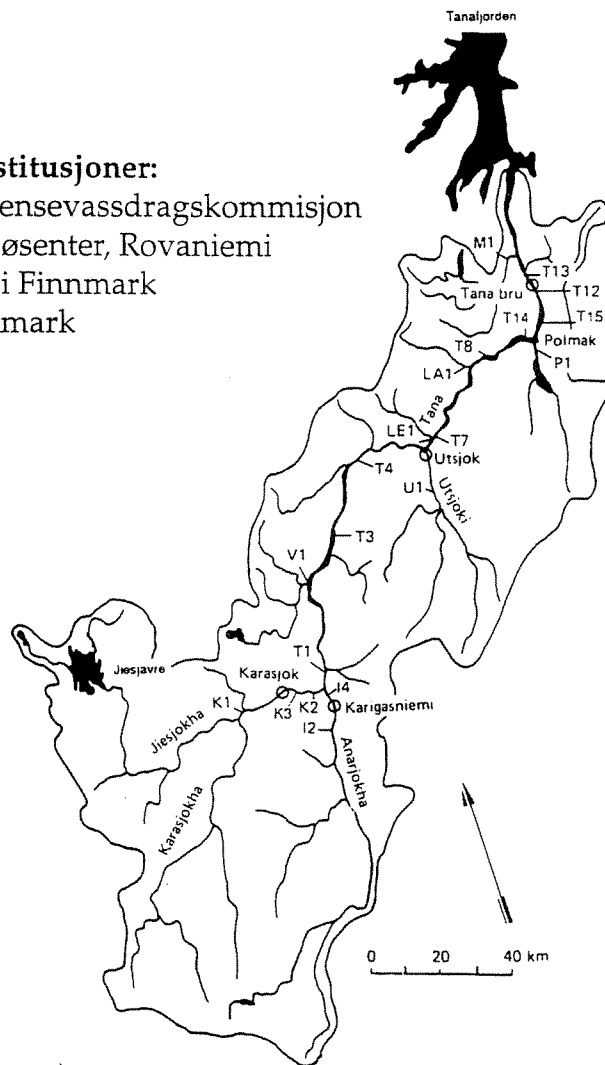 Tanafjorden
stitusjoner:
ensevassdragskommisjon
øsenter, Rovaniemi
i Finnmark
mark
M1
T13
Tana bru
T12
T14
T15
T8
Polmak
P1
LA1
Tana
LE1
T7
Utsjok
T4
U1
Utsjoki
T3
V1
T1
Jiesjavre
Karasjok
I4
K1
K3
K2
Karigasniemi
I2
Jiesjokha
Anarjokha
Karasjokha
0 20 40 km